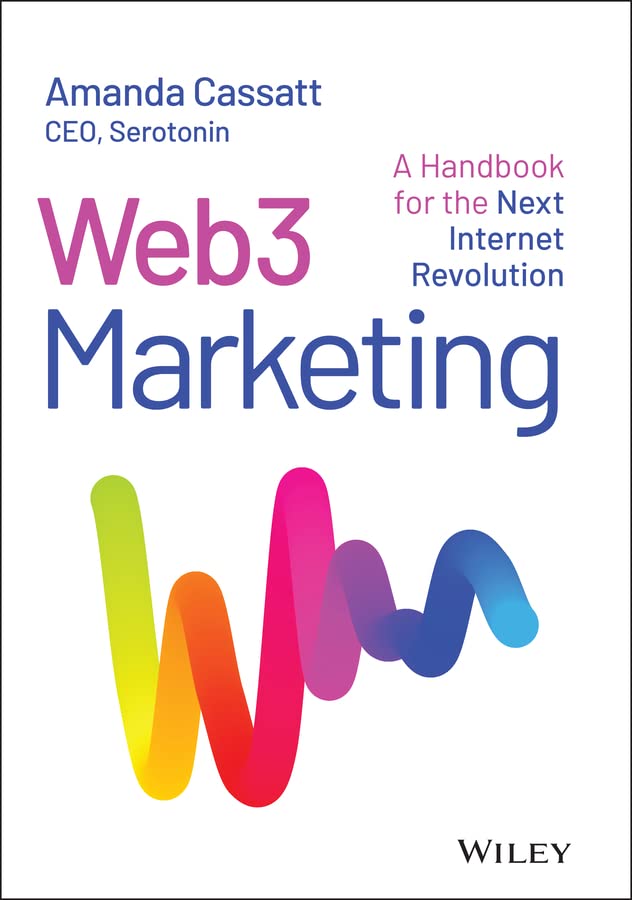 Amanda Cassatt
CEO, Serotonin
A Handbook
for the Next
Internet
Revolution
Web3
Marketing
WILEY